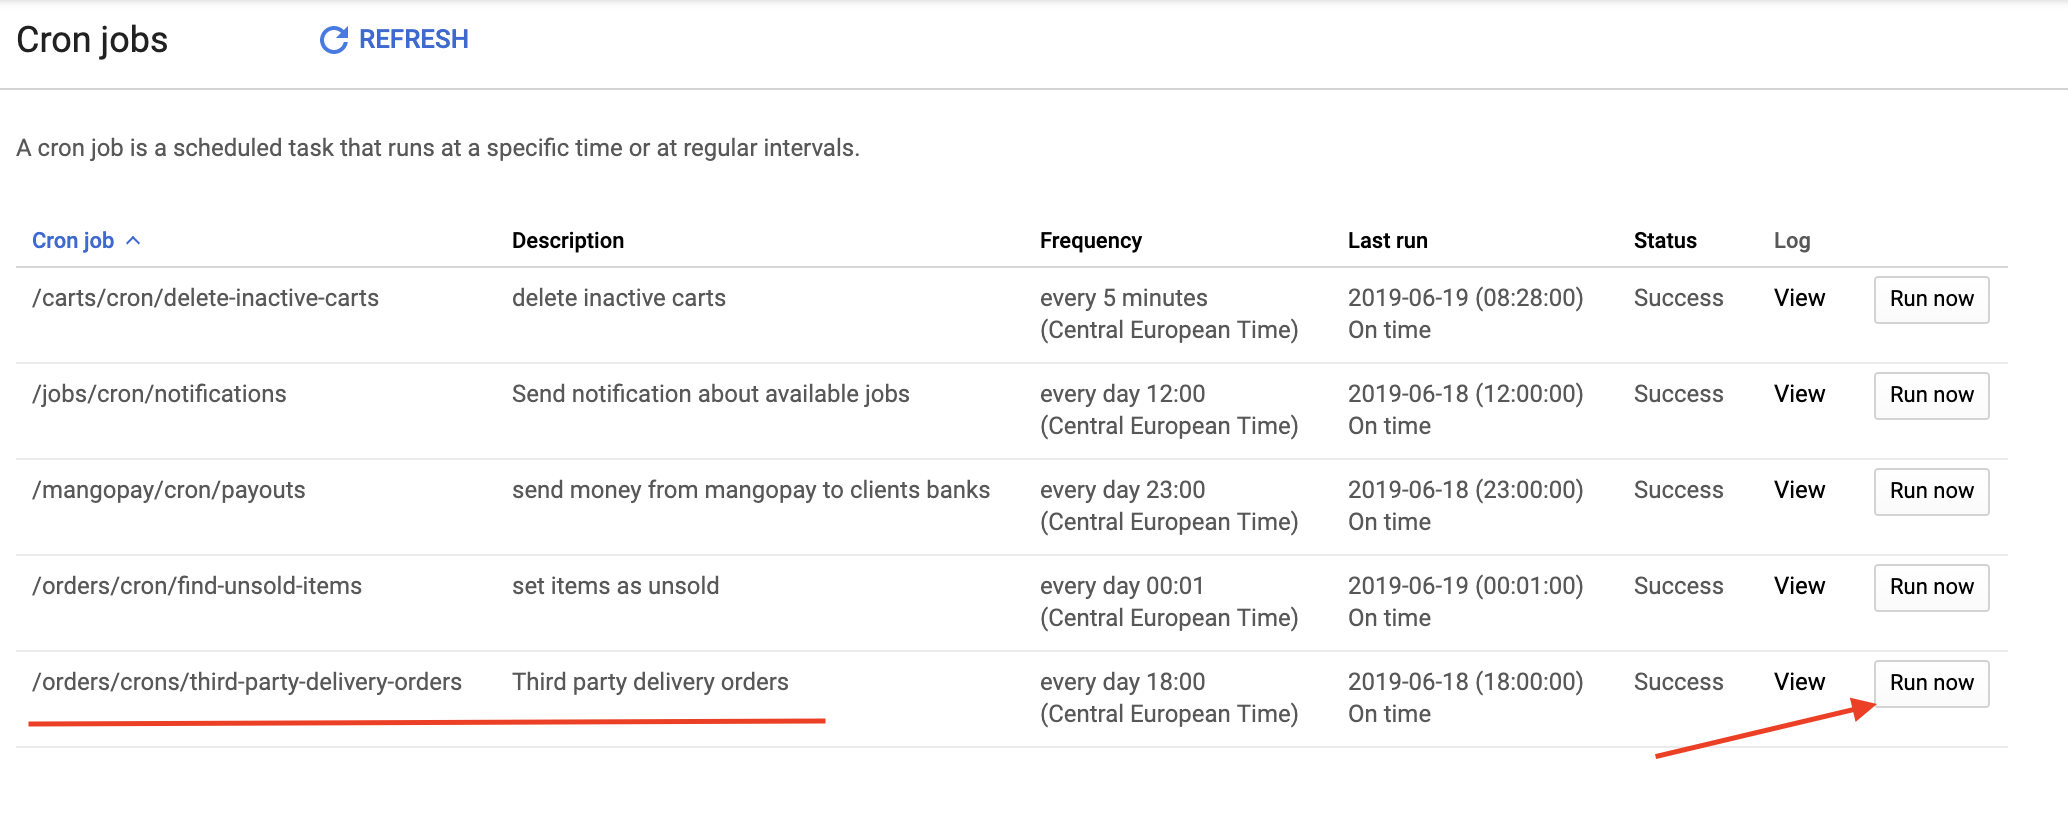 Cron jobs REFRESH
A cron job is a scheduled task that runs at a specific time or at regular intervals.
Cron job Description Frequency Last run Status Log
/carts/cron/delete-inactive-carts delete inactive carts every 5 minutes 2019-06-19 (08:28:00) Success View Run now
(Central European Time) On time
/jobs/cron/notifications Send notification about available jobs every day 12:00 2019-06-18 (12:00:00) Success View Run now
(Central European Time) On time
/mangopay/cron/payouts send money from mangopay to clients banks every day 23:00 2019-06-18 (23:00:00) Success View Run now
(Central European Time) On time
/orders/cron/find-unsold-items set items as unsold every day 00:01 2019-06-19 (00:01:00) Success View Run now
(Central European Time) On time
/orders/crons/third-party-delivery-orders Third party delivery orders every day 18:00 2019-06-18 (18:00:00) Success View Run now
(Central European Time) On time